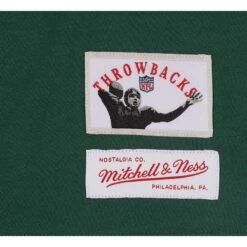 THROWBACKS
NFL
NOSTALGIA CO.
Mitchell & Ness
PHILADELPHIA, PA.